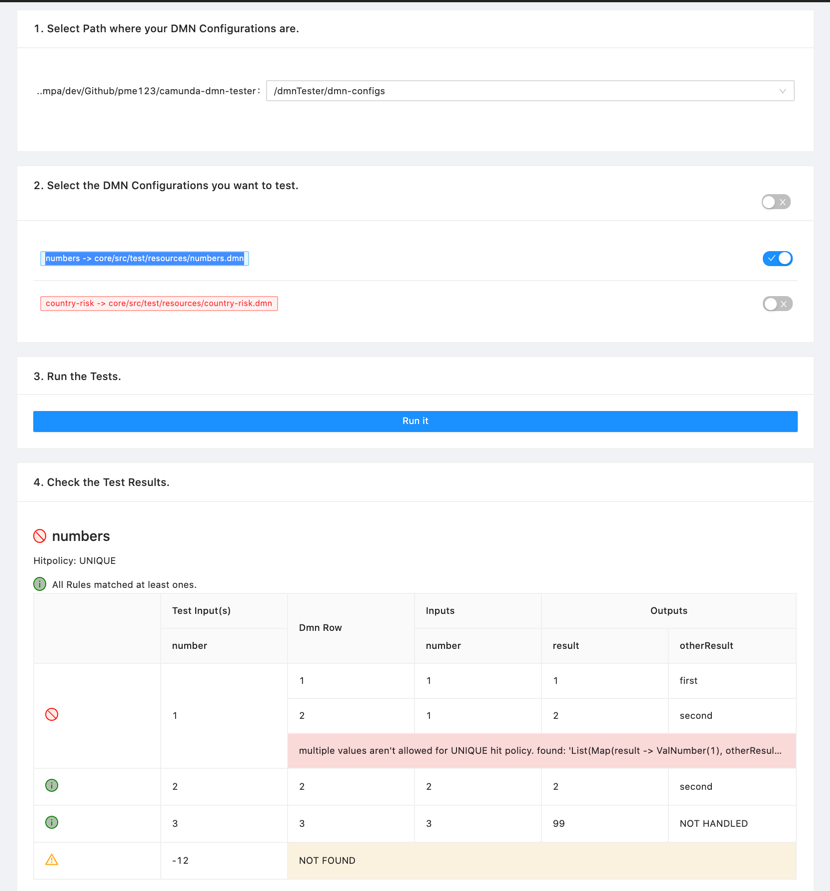 1. Select Path where your DMN Configurations are.
..mpa/dev/Github/pme123/camunda-dmn-tester: /dmnTester/dmn-configs
2. Select the DMN Configurations you want to test.
numbers -> core/src/test/resources/numbers.dmn
country-risk -> core/src/test/resources/country-risk.dmn
3. Run the Tests.
Run it
4. Check the Test Results.
numbers
Hitpolicy: UNIQUE
All Rules matched at least ones.
Test Input(s) Dmn Row Inputs Outputs
number number result otherResult
1 1 1 first
1
2 1 2 second
multiple values aren't allowed for UNIQUE hit policy. found: 'List(Map(result -> ValNumber(1), otherResul...
2 2 2 2 second
3 3 3 99 NOT HANDLED
-12 NOT FOUND